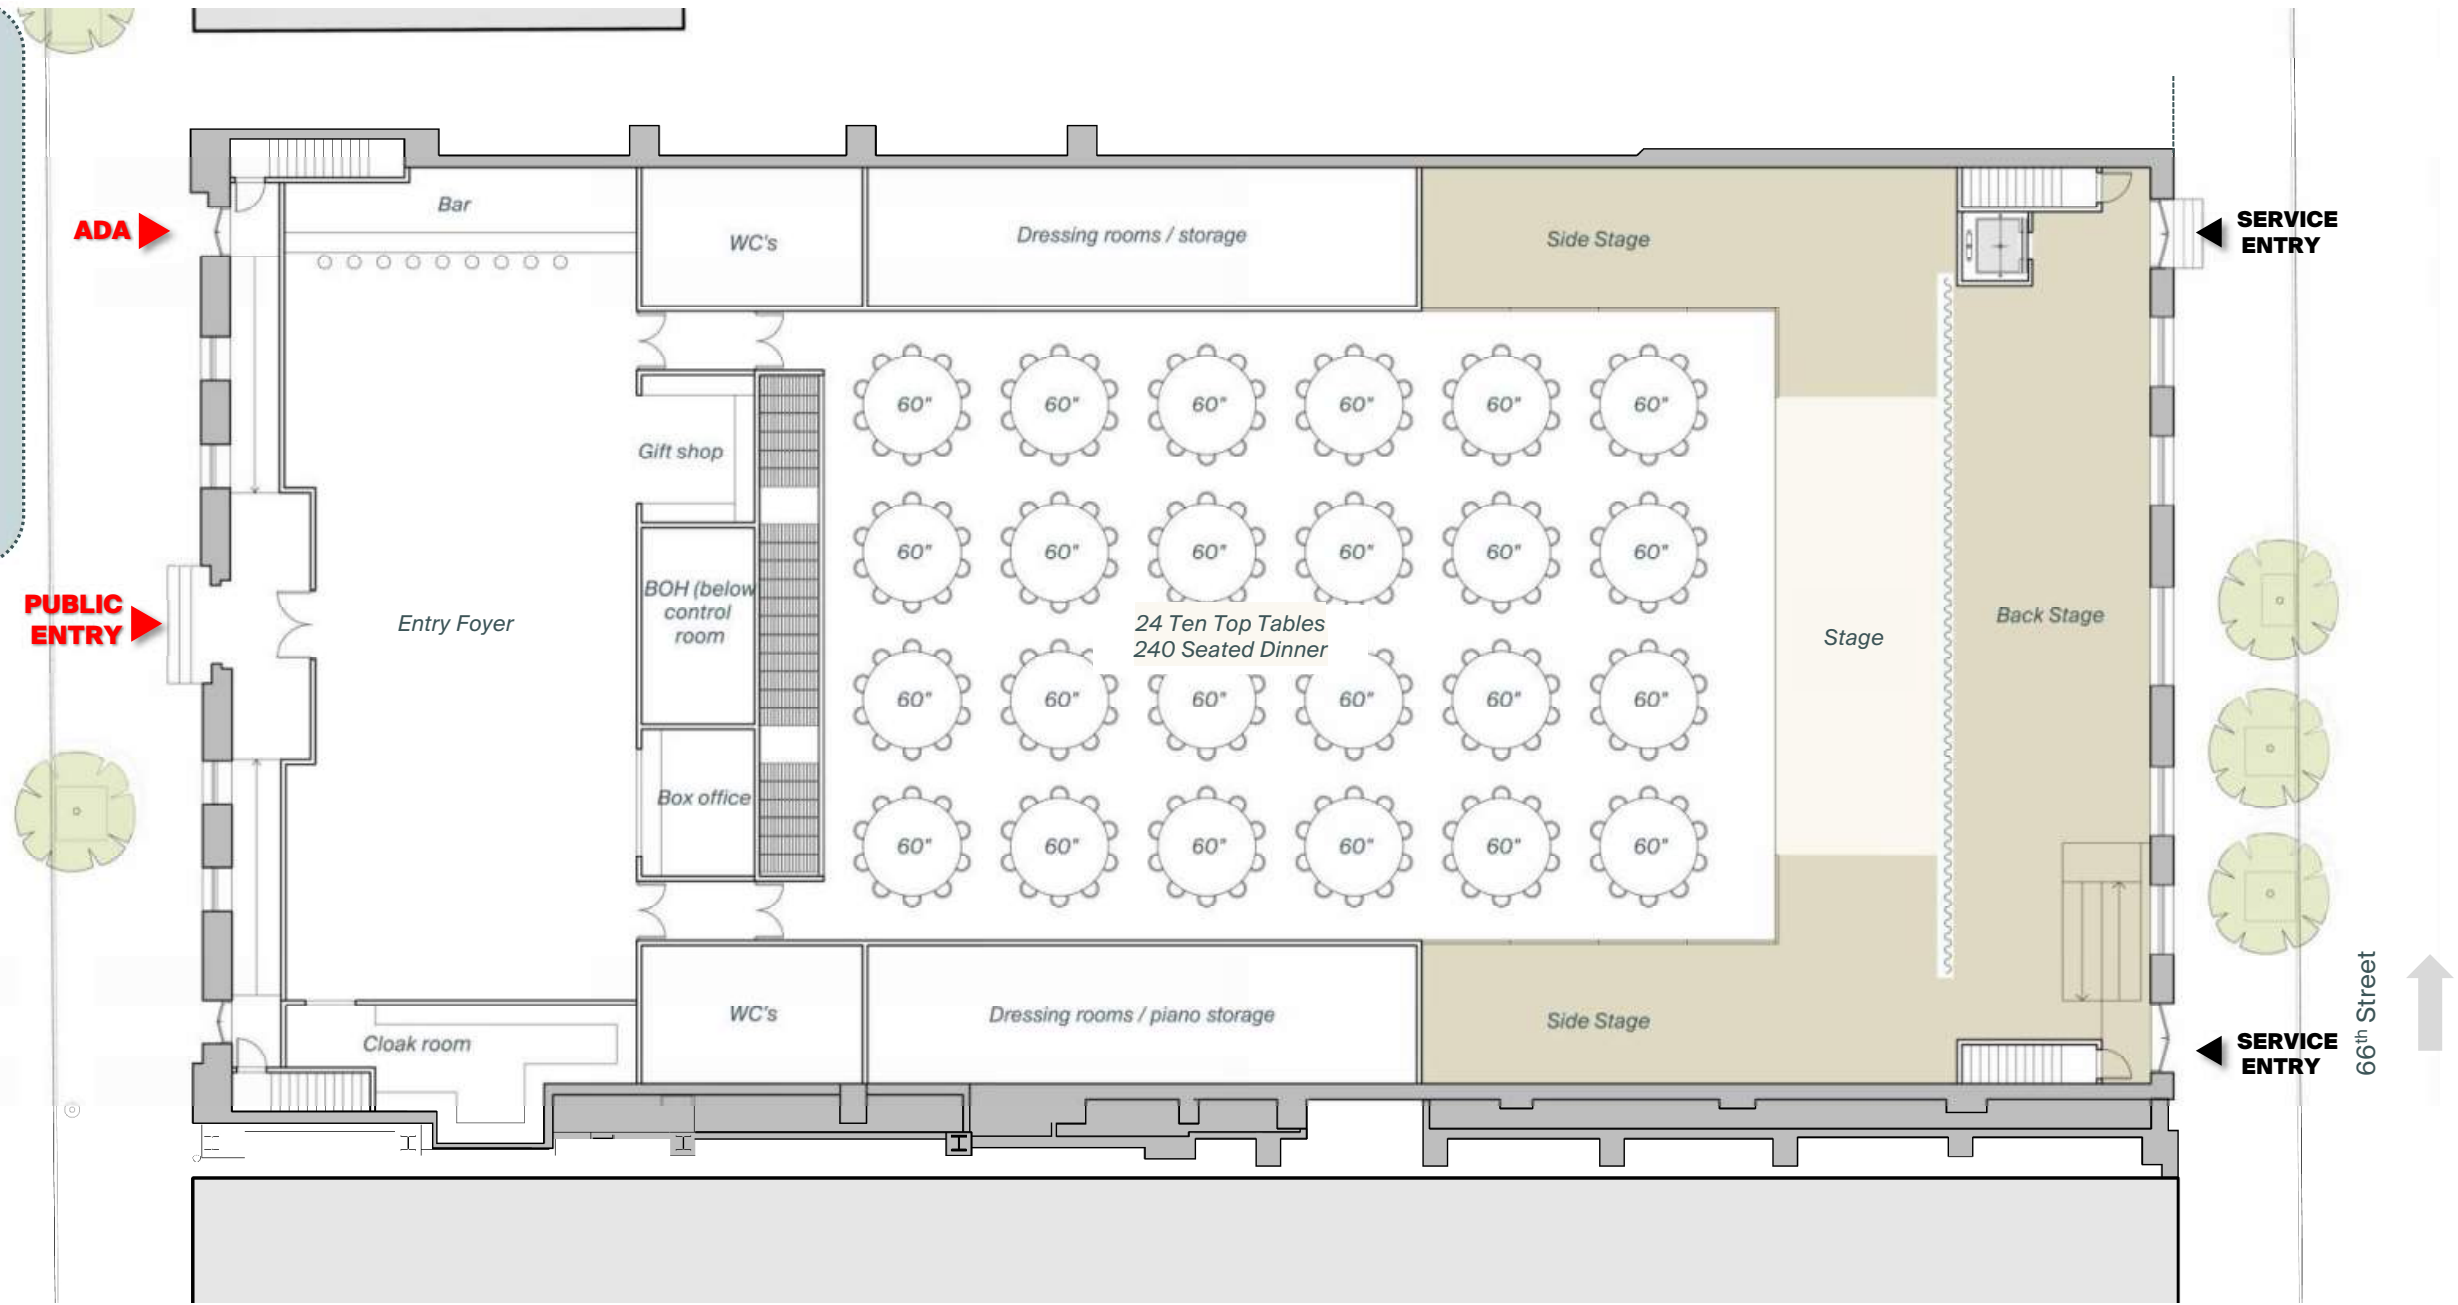 Bar
ADA
WC's
Dressing rooms / storage
Side Stage
SERVICE
ENTRY
60" 60" 60" 60" 60" 60"
Gift shop
60" 60" 60" 60" 60" 60"
PUBLIC
ENTRY
Entry Foyer
BOH (below
control
room
24 Ten Top Tables
240 Seated Dinner
Stage
Back Stage
60" 60" 60" 60" 60" 60"
Box office
60" 60" 60" 60" 60" 60"
Cloak room
WC's
Dressing rooms / piano storage
Side Stage
SERVICE
ENTRY
66th Street